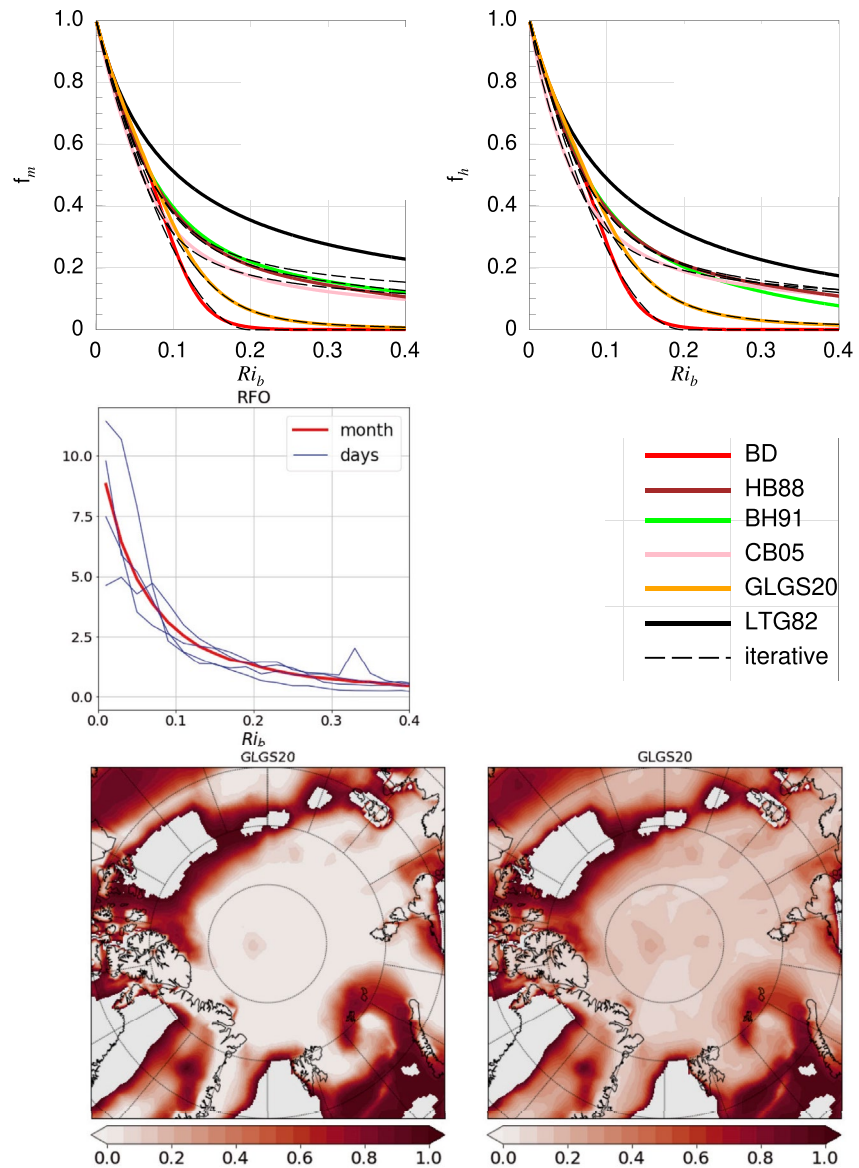 1.0
0.8
0.6
0.4
0.2
0
f_m
0 0.1 0.2 0.3 0.4
Ri_b
1.0
0.8
0.6
0.4
0.2
0
f_h
0 0.1 0.2 0.3 0.4
Ri_b
RFO
10.0
7.5
5.0
2.5
0.0
month
days
0.0 0.1 0.2 0.3 0.4
Ri_b
BD
HB88
BH91
CB05
GLGS20
LTG82
iterative
GLGS20
0.0 0.2 0.4 0.6 0.8 1.0
GLGS20
0.0 0.2 0.4 0.6 0.8 1.0